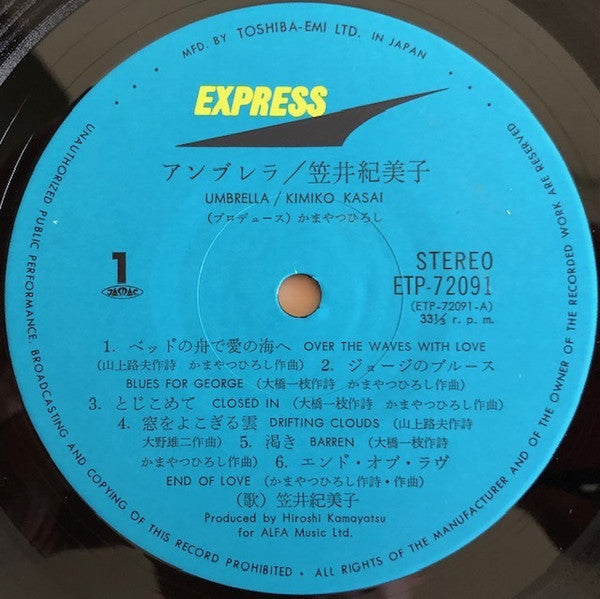 MFD. BY TOSHIBA-EMI LTD. IN JAPAN
EXPRESS
アンブレラ/笠井紀美子
UMBRELLA / KIMIKO KASAI
(プロデュース) かまやつひろし
1
JASRAC
STEREO
ETP-72091
(ETP-72091-A)
33⅓ r. p. m.
1. ベッドの舟で愛の海へ OVER THE WAVES WITH LOVE
(山上路夫作詩 かまやつひろし作曲) 2. ジョージのブルース
BLUES FOR GEORGE (大橋一枝作詩 かまやつひろし作曲)
3. とじこめて CLOSED IN (大橋一枝作詩 かまやつひろし作曲)
4. 窓をよこぎる雲 DRIFTING CLOUDS (山上路夫作詩
大野雄二作曲) 5. 渇き BARREN (大橋一枝作詩
かまやつひろし作曲) 6. エンド・オブ・ラヴ
END OF LOVE (かまやつひろし作詩・作曲)
(歌) 笠井紀美子
Produced by Hiroshi Kamayatsu
for ALFA Music Ltd.
UNAUTHORIZED PUBLIC PERFORMANCE, BROADCASTING AND COPYING OF THIS RECORD PROHIBITED • ALL RIGHTS OF THE MANUFACTURER AND OF THE OWNER OF THE RECORDED WORK ARE RESERVED